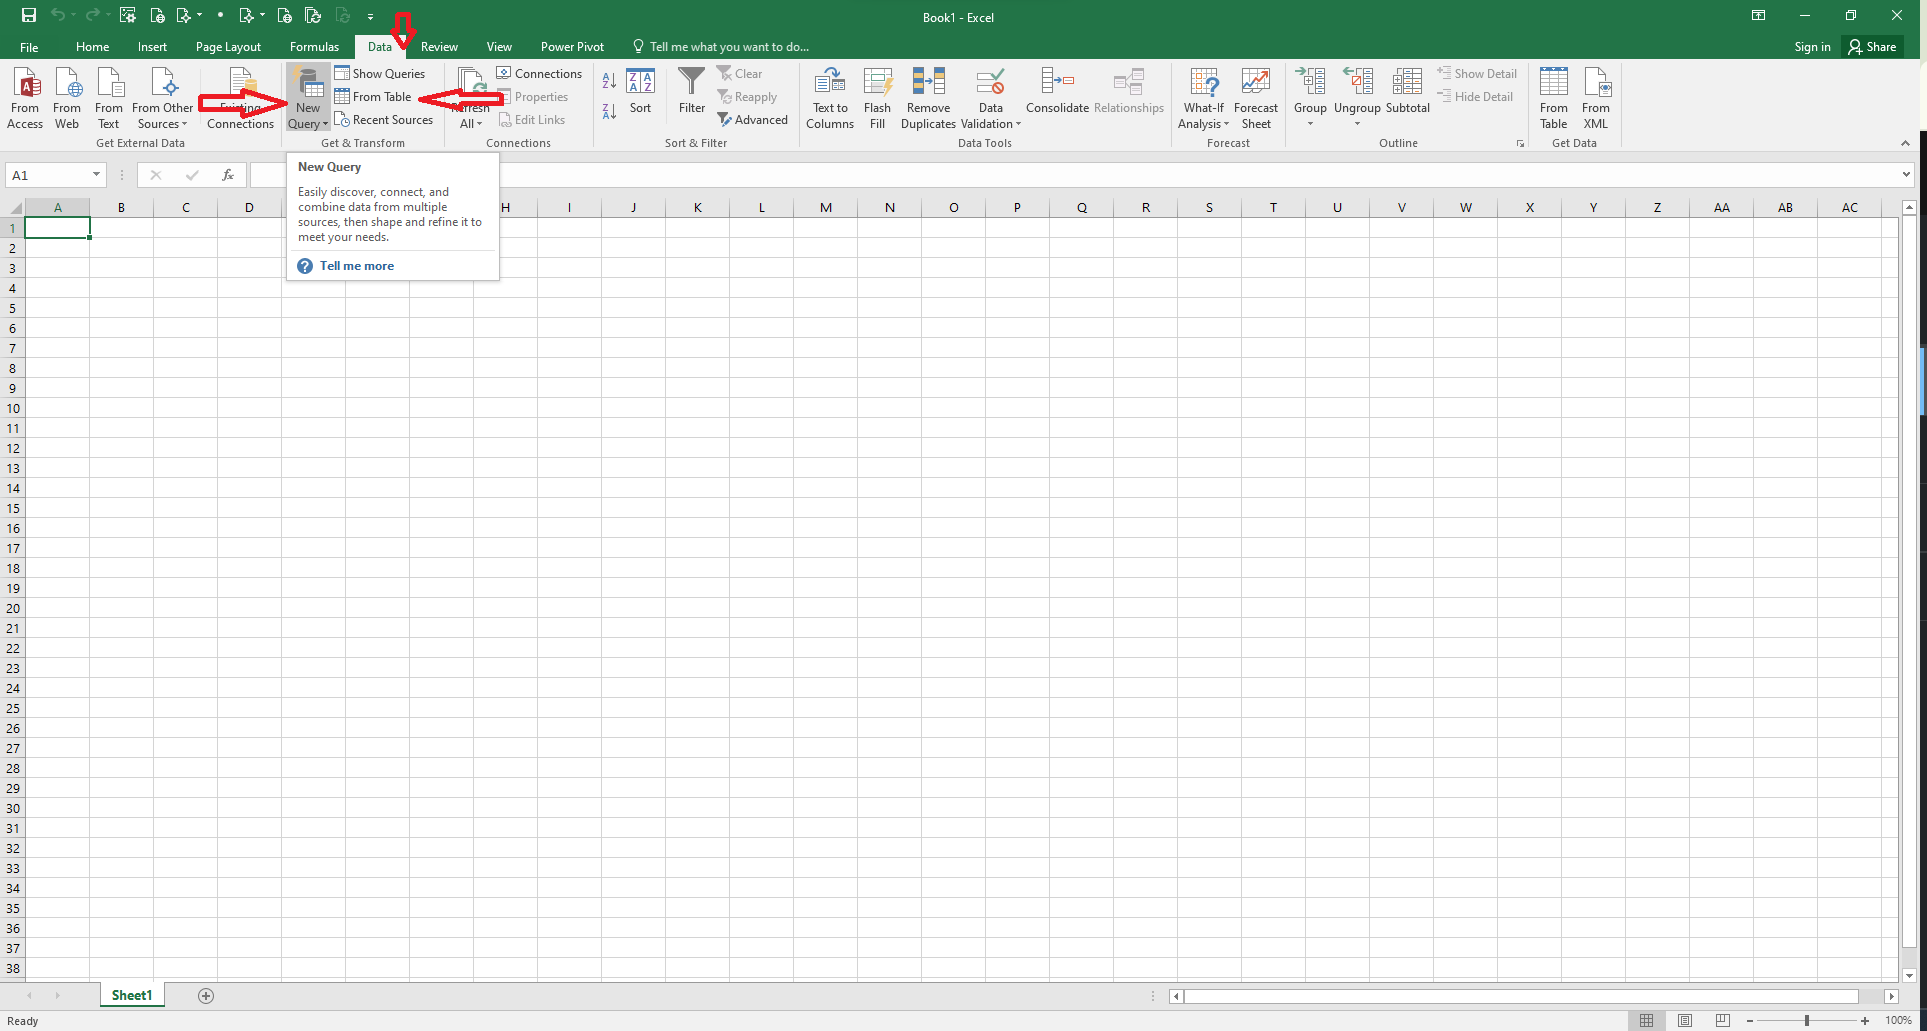 Book1 - Excel
File Home Insert Page Layout Formulas Data Review View Power Pivot Tell me what you want to do... Sign in Share
From Access
From Web
From Text
From Other Sources
Existing Connections
Get External Data
New Query
Show Queries
From Table
Recent Sources
Get & Transform
Refresh All
Connections
Properties
Edit Links
Connections
A Z
Z A
Z A A Z
Sort
Filter
Clear
Reapply
Advanced
Sort & Filter
Text to Columns
Flash Fill
Remove Duplicates
Data Validation
Consolidate
Relationships
Data Tools
What-If Analysis
Forecast Sheet
Forecast
Group
Ungroup
Subtotal
Show Detail
Hide Detail
Outline
From Table
From XML
Get Data
A1 fx
New Query
Easily discover, connect, and
combine data from multiple
sources, then shape and refine it to
meet your needs.
? Tell me more
A B C D H I J K L M N O P Q R S T U V W X Y Z AA AB AC
1
2
3
4
5
6
7
8
9
10
11
12
13
14
15
16
17
18
19
20
21
22
23
24
25
26
27
28
29
30
31
32
33
34
35
36
37
38
Sheet1
Ready 100%